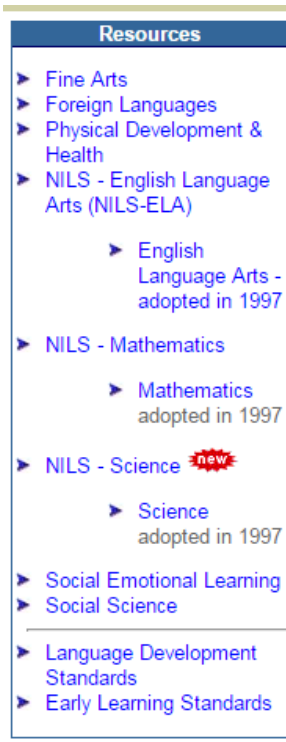 Resources
Fine Arts
Foreign Languages
Physical Development &
Health
NILS - English Language
Arts (NILS-ELA)
English
Language Arts -
adopted in 1997
NILS - Mathematics
Mathematics
adopted in 1997
NILS - Science new
Science
adopted in 1997
Social Emotional Learning
Social Science
Language Development
Standards
Early Learning Standards